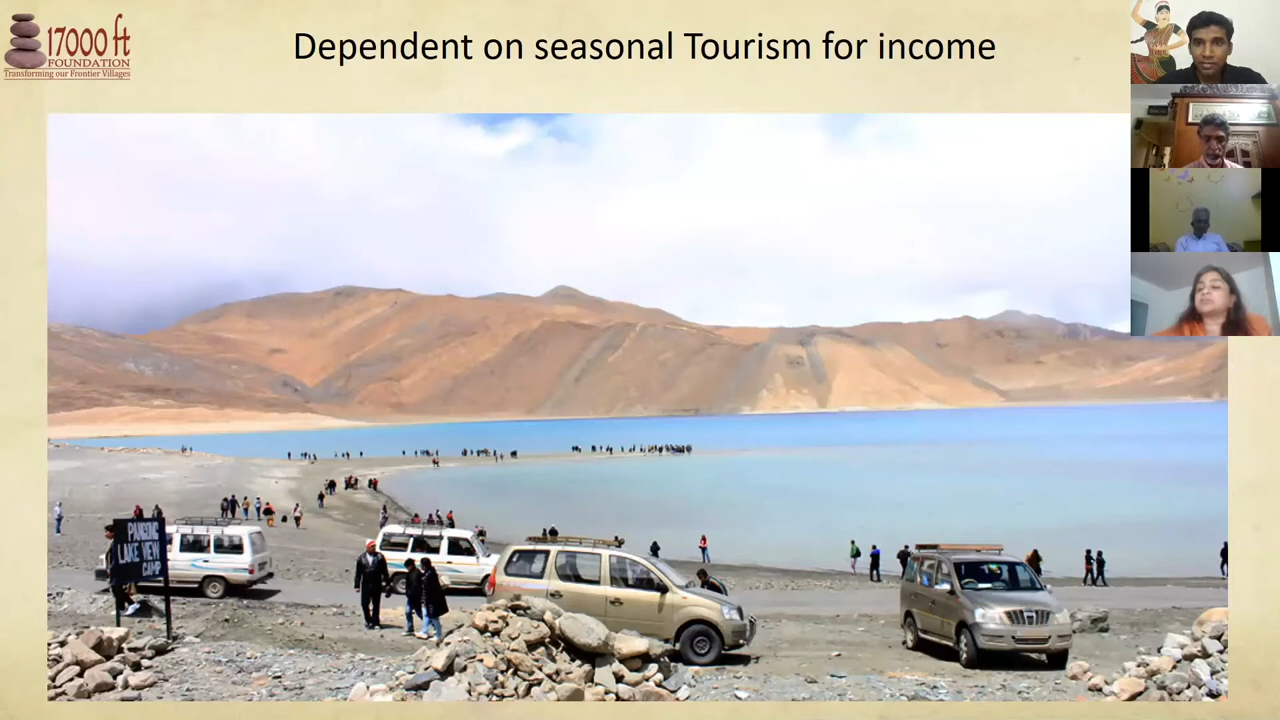 17000 ft
FOUNDATION
Transforming our Frontier Villages
Dependent on seasonal Tourism for income
PANGONG
LAKE VIEW
CAMP